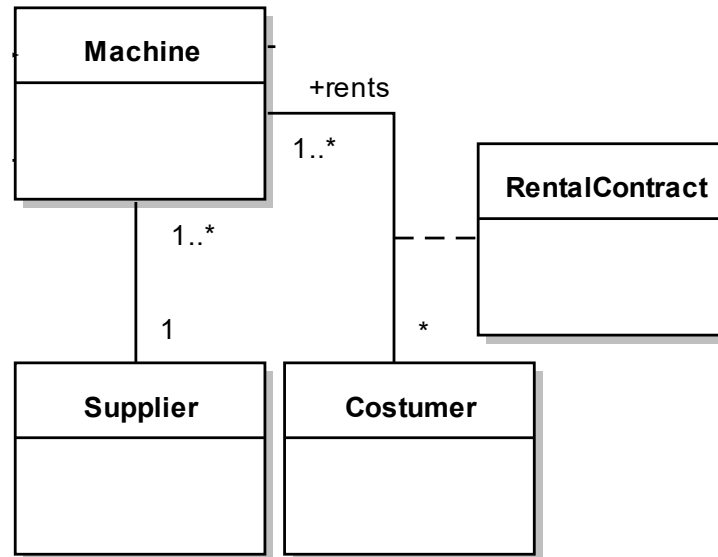 Machine
+rents
1..*
RentalContract
1..*
1
*
Supplier
Costumer